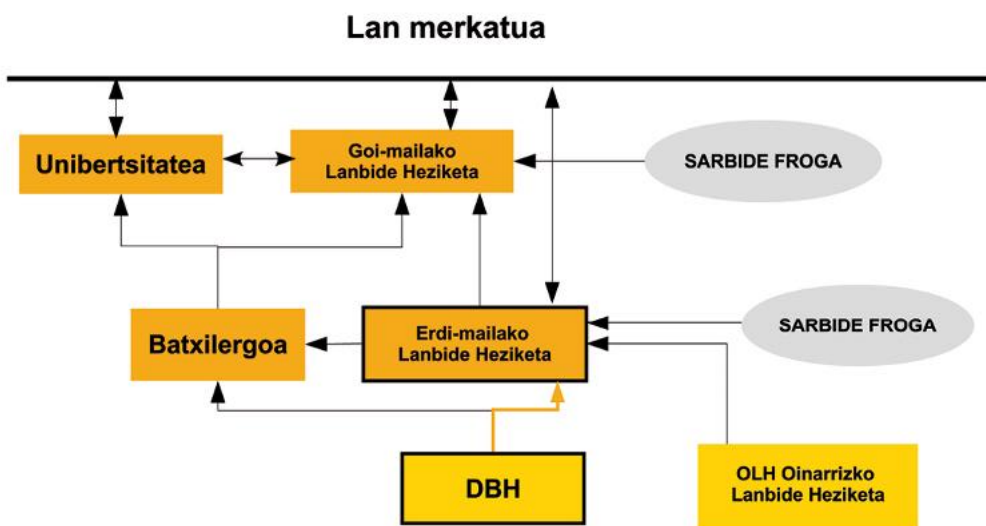 Lan merkatua
Unibertsitatea
Goi-mailako
Lanbide Heziketa
SARBIDE FROGA
Batxilergoa
Erdi-mailako
Lanbide Heziketa
SARBIDE FROGA
DBH
OLH Oinarrizko
Lanbide Heziketa